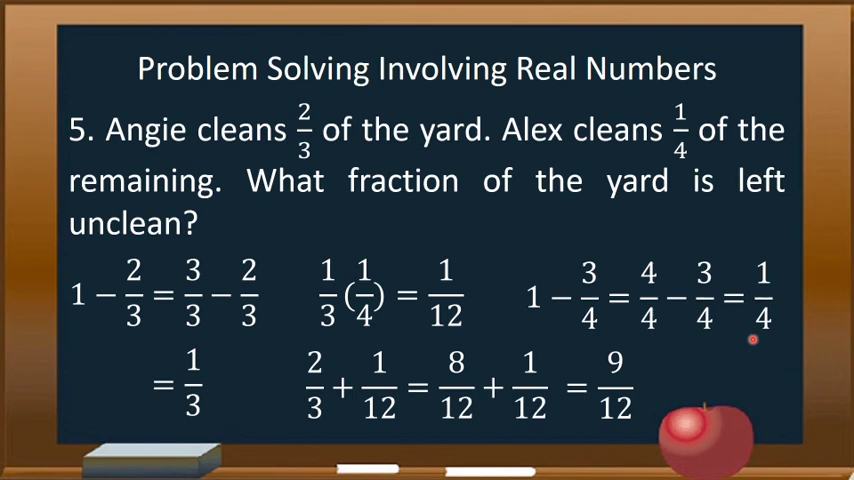 Problem Solving Involving Real Numbers
5. Angie cleans 2/3 of the yard. Alex cleans 1/4 of the
remaining. What fraction of the yard is left
unclean?
1 − 2/3 = 3/3 − 2/3
1/3(1/4) = 1/12
1 − 3/4 = 4/4 − 3/4 = 1/4
= 1/3
2/3 + 1/12 = 8/12 + 1/12 = 9/12